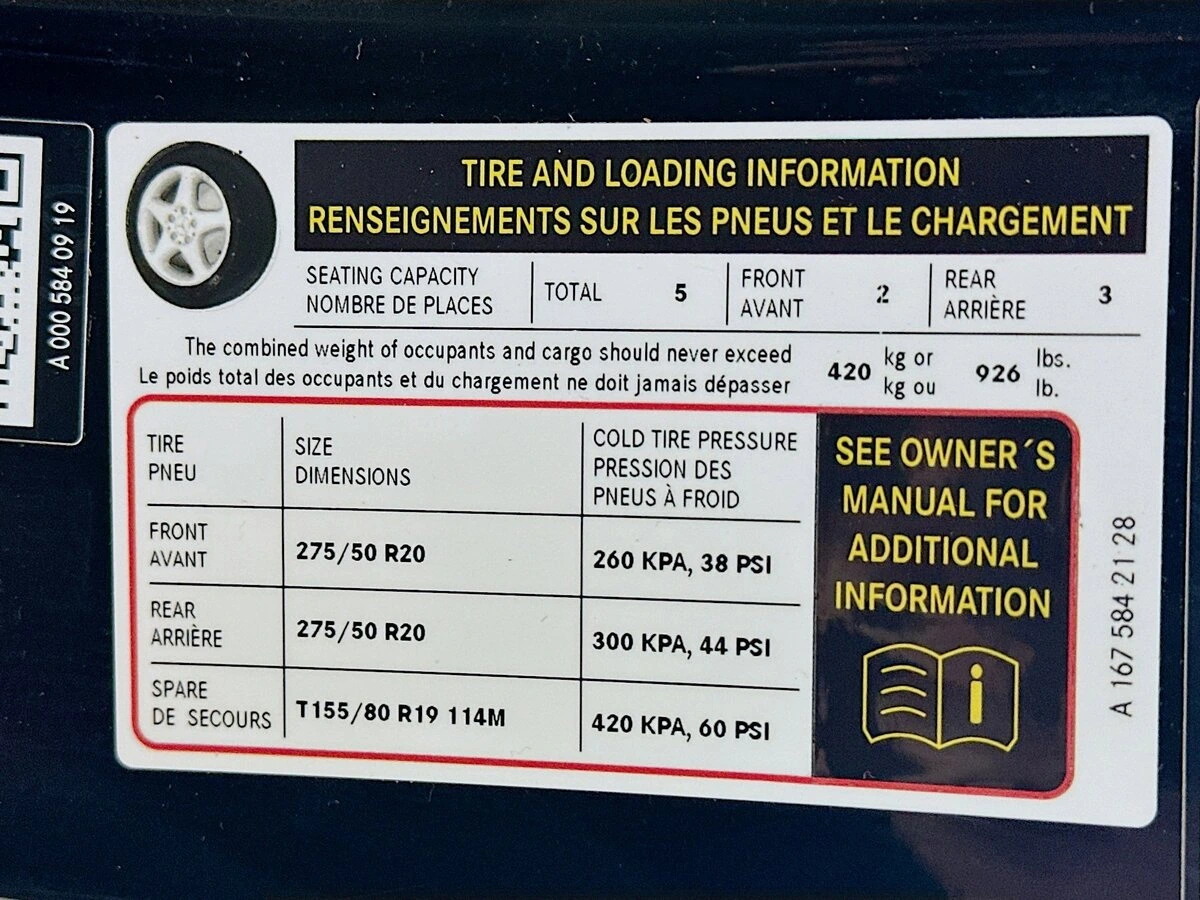 TIRE AND LOADING INFORMATION
RENSEIGNEMENTS SUR LES PNEUS ET LE CHARGEMENT
SEATING CAPACITY
NOMBRE DE PLACES
TOTAL 5
FRONT
AVANT
2
REAR
ARRIÈRE
3
The combined weight of occupants and cargo should never exceed
Le poids total des occupants et du chargement ne doit jamais dépasser
420
kg or
kg ou
926
lbs.
lb.
TIRE
PNEU
SIZE
DIMENSIONS
COLD TIRE PRESSURE
PRESSION DES
PNEUS À FROID
FRONT
AVANT
275/50 R20
260 KPA, 38 PSI
REAR
ARRIÈRE
275/50 R20
300 KPA, 44 PSI
SPARE
DE SECOURS
T155/80 R19 114M
420 KPA, 60 PSI
SEE OWNER´S
MANUAL FOR
ADDITIONAL
INFORMATION
i
A 167 584 21 28
A 000 584 09 19